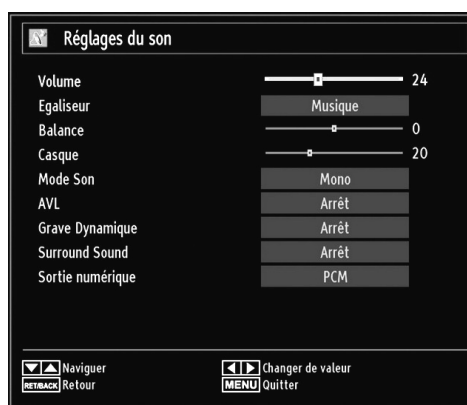 Réglages du son
Volume 24
Egaliseur Musique
Balance 0
Casque 20
Mode Son Mono
AVL Arrêt
Grave Dynamique Arrêt
Surround Sound Arrêt
Sortie numérique PCM
Naviguer Changer de valeur
RET/BACK Retour MENU Quitter